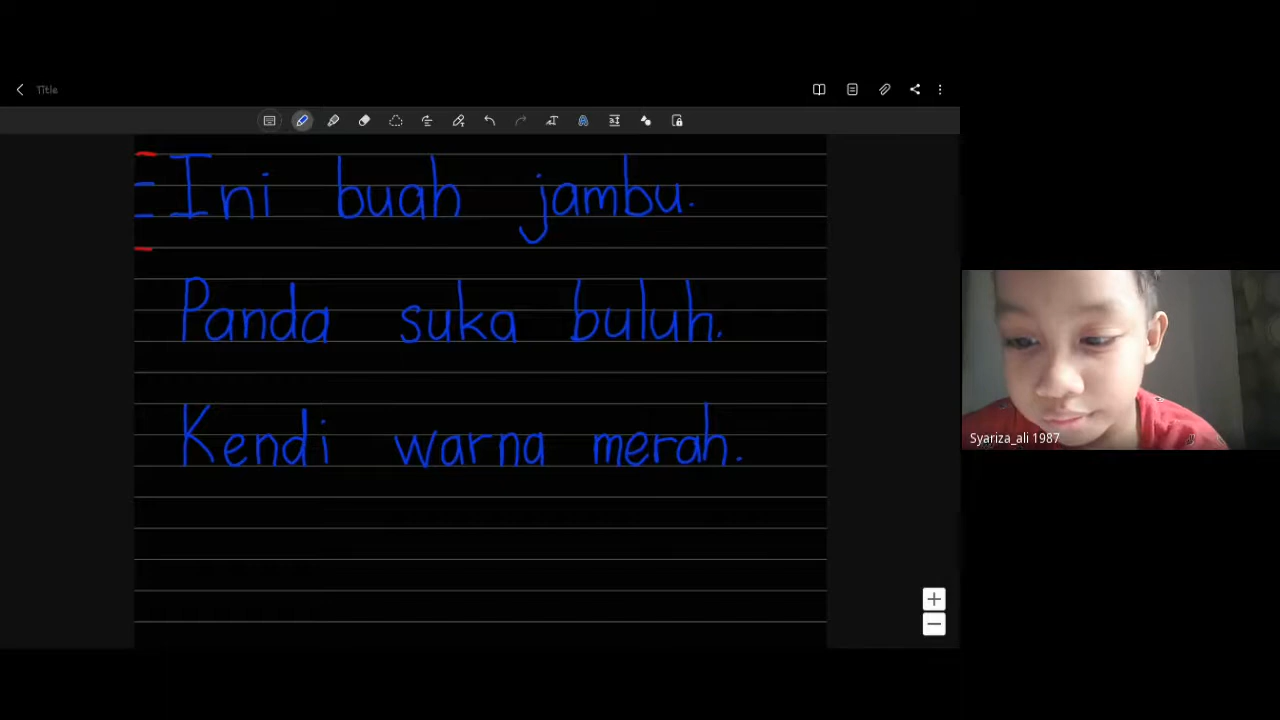 Title
Ini buah jambu.
Panda suka buluh.
Kendi warna merah.
Syariza_ali 1987